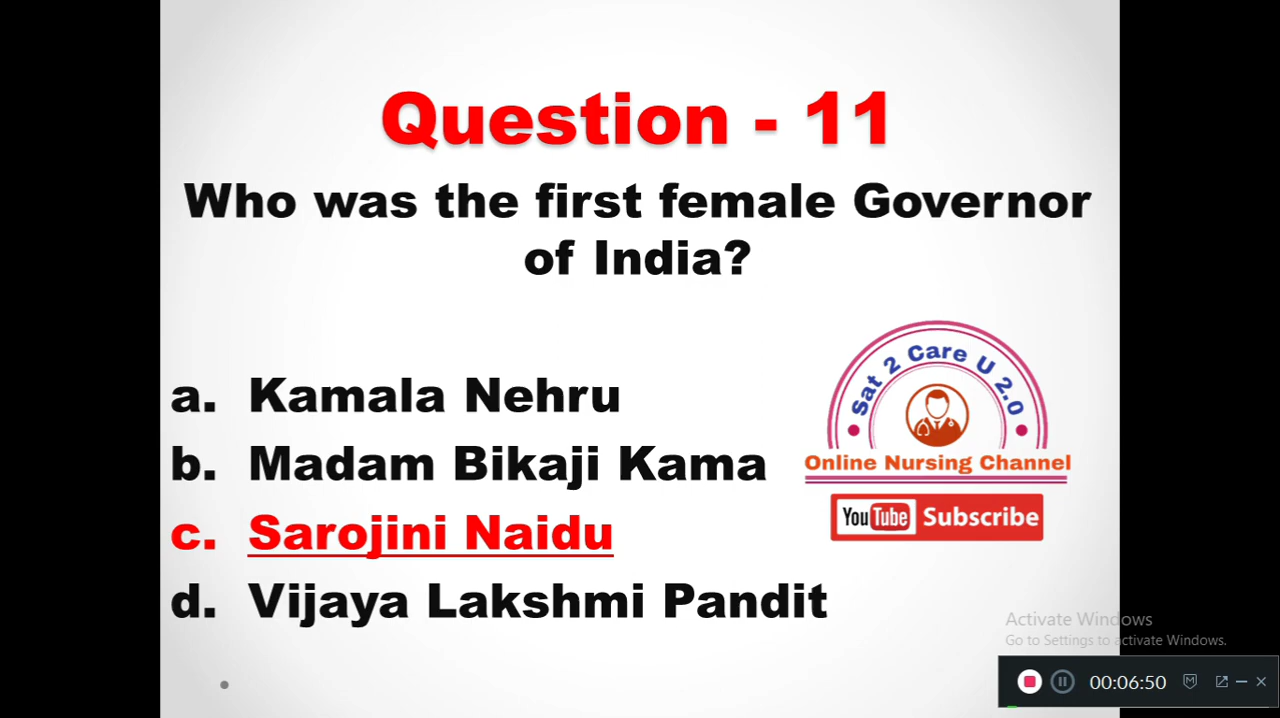 Question - 11
Who was the first female Governor
of India?
a. Kamala Nehru
b. Madam Bikaji Kama
c. Sarojini Naidu
d. Vijaya Lakshmi Pandit
Sat 2 Care U 2.0
Online Nursing Channel
YouTube Subscribe
Activate Windows
Go to Settings to activate Windows.
00:06:50